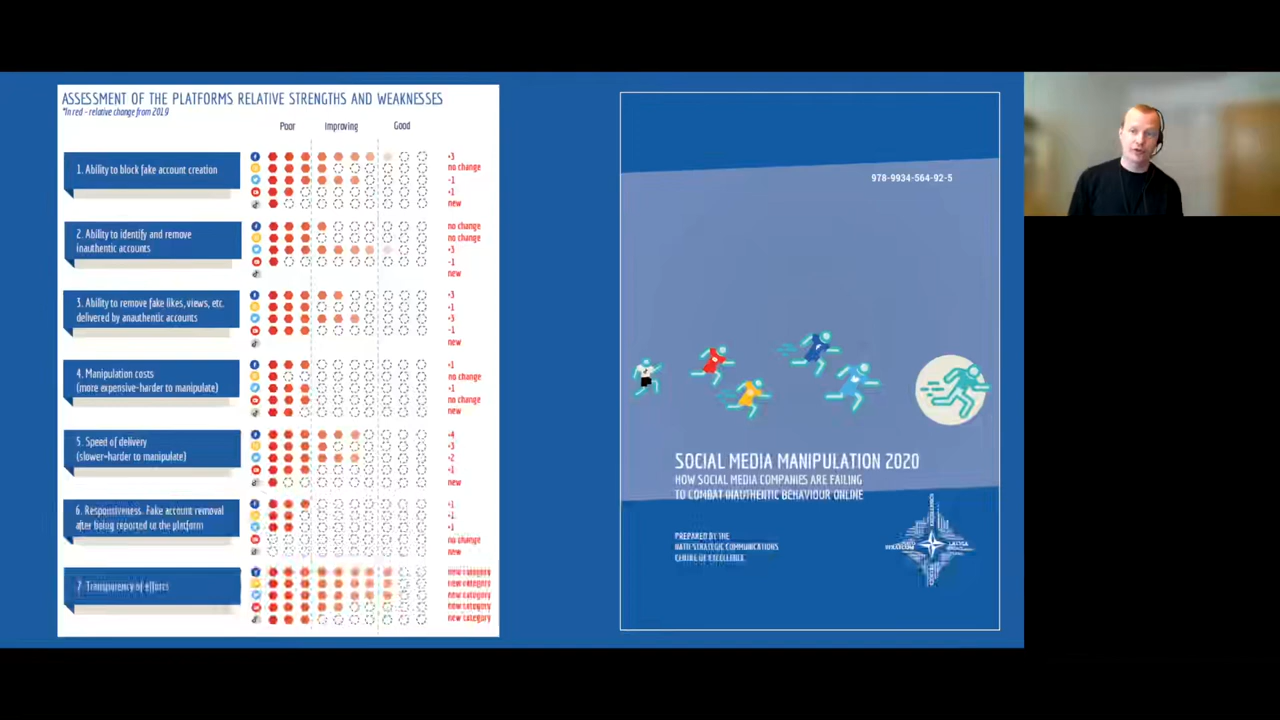 ASSESSMENT OF THE PLATFORMS RELATIVE STRENGTHS AND WEAKNESSES
*In red - relative change from 2019
Poor Improving Good
1. Ability to block fake account creation
+3
no change
-1
+1
new
2. Ability to identify and remove
inauthentic accounts
no change
no change
+3
-1
new
3. Ability to remove fake likes, views, etc.
delivered by anauthentic accounts
+3
+1
+3
-1
new
4. Manipulation costs
(more expensive=harder to manipulate)
+1
no change
+1
no change
new
5. Speed of delivery
(slower=harder to manipulate)
+4
+3
+2
+1
new
6. Responsiveness. Fake account removal
after being reported to the platform
+1
+1
+1
no change
new
7. Transparency of efforts
new category
new category
new category
new category
new category
978-9934-564-92-5
SOCIAL MEDIA MANIPULATION 2020
HOW SOCIAL MEDIA COMPANIES ARE FAILING
TO COMBAT INAUTHENTIC BEHAVIOUR ONLINE
PREPARED BY THE
NATO STRATEGIC COMMUNICATIONS
CENTRE OF EXCELLENCE